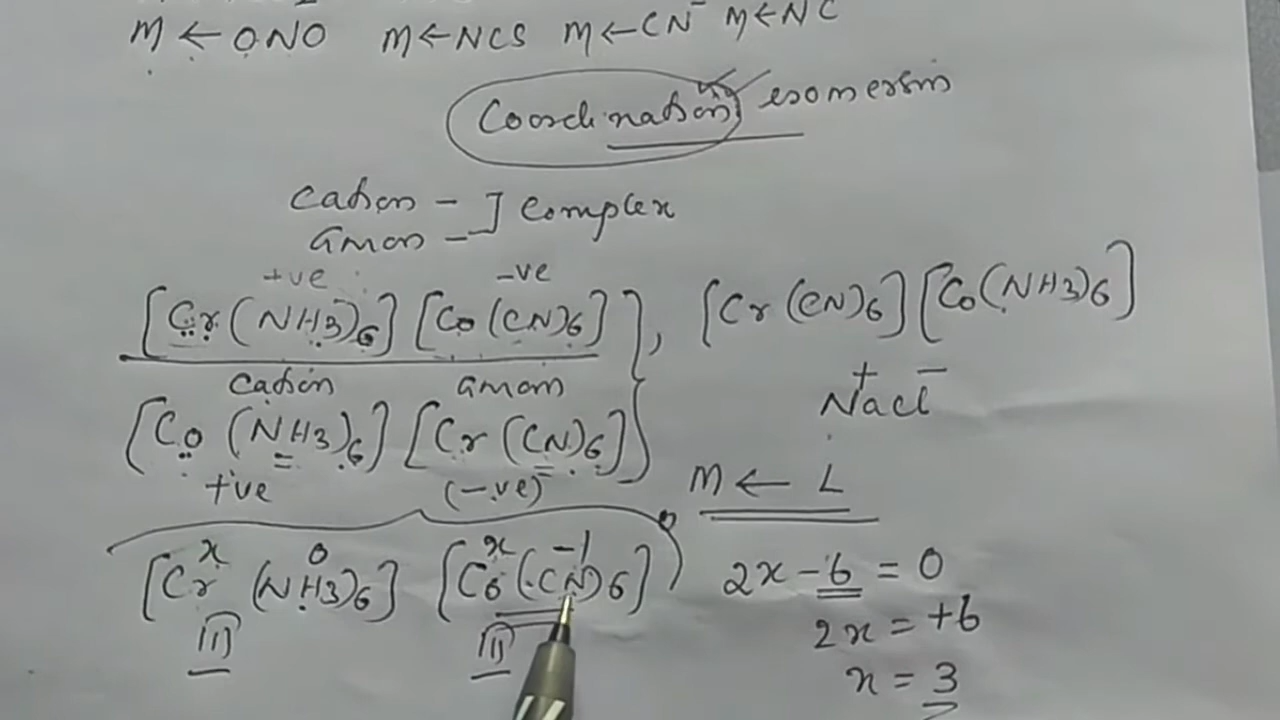 M ← ONO M ← NCS M ← CN⁻ M ← NC
Coordination isomerism
cation - ] complex
anion -
+ve -ve
[Cr(NH3)6] [Co(CN)6] , [Cr(CN)6] [Co(NH3)6]
cation anion
+ −
NaCl
[Co(NH3)6] [Cr(CN)6]
+ve (-ve)
M ← L
x 0 x -1
[Cr(NH3)6] [Co(CN)6]
III III
2x - 6 = 0
2x = +6
x = 3